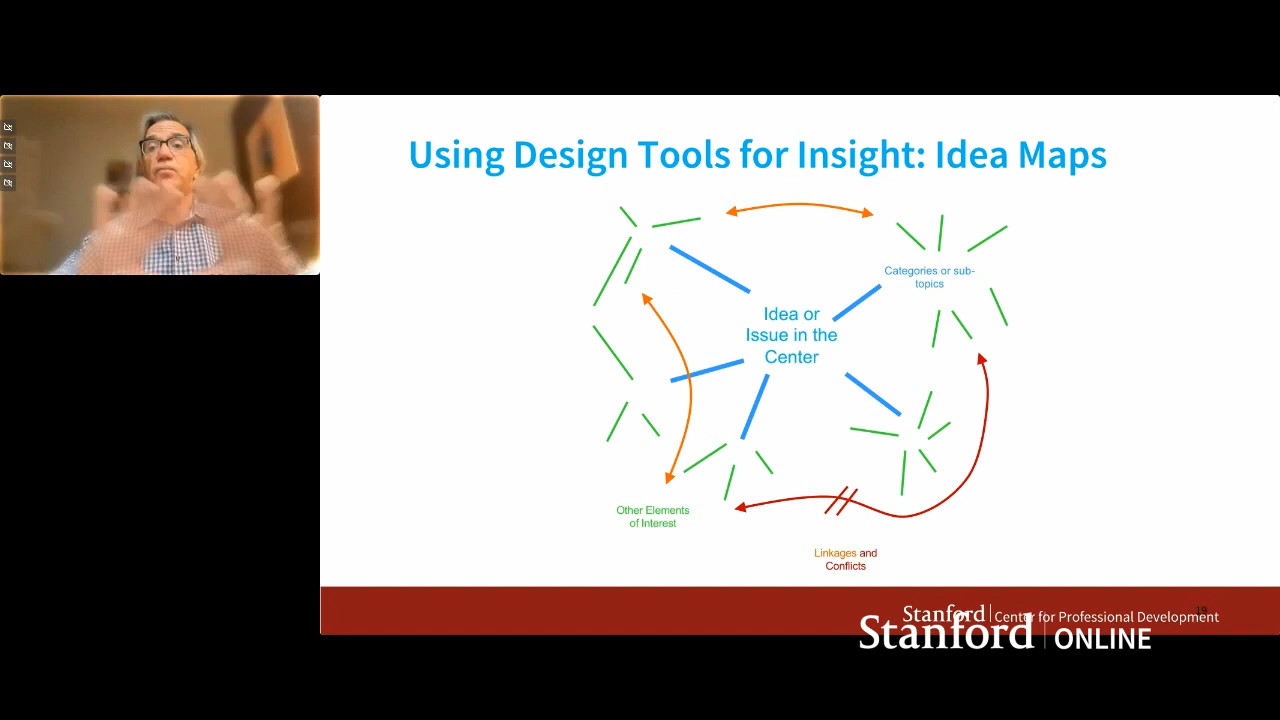 Using Design Tools for Insight: Idea Maps
Categories or sub-
topics
Idea or
Issue in the
Center
Other Elements
of Interest
Linkages and
Conflicts
19
Stanford Center for Professional Development
Stanford ONLINE